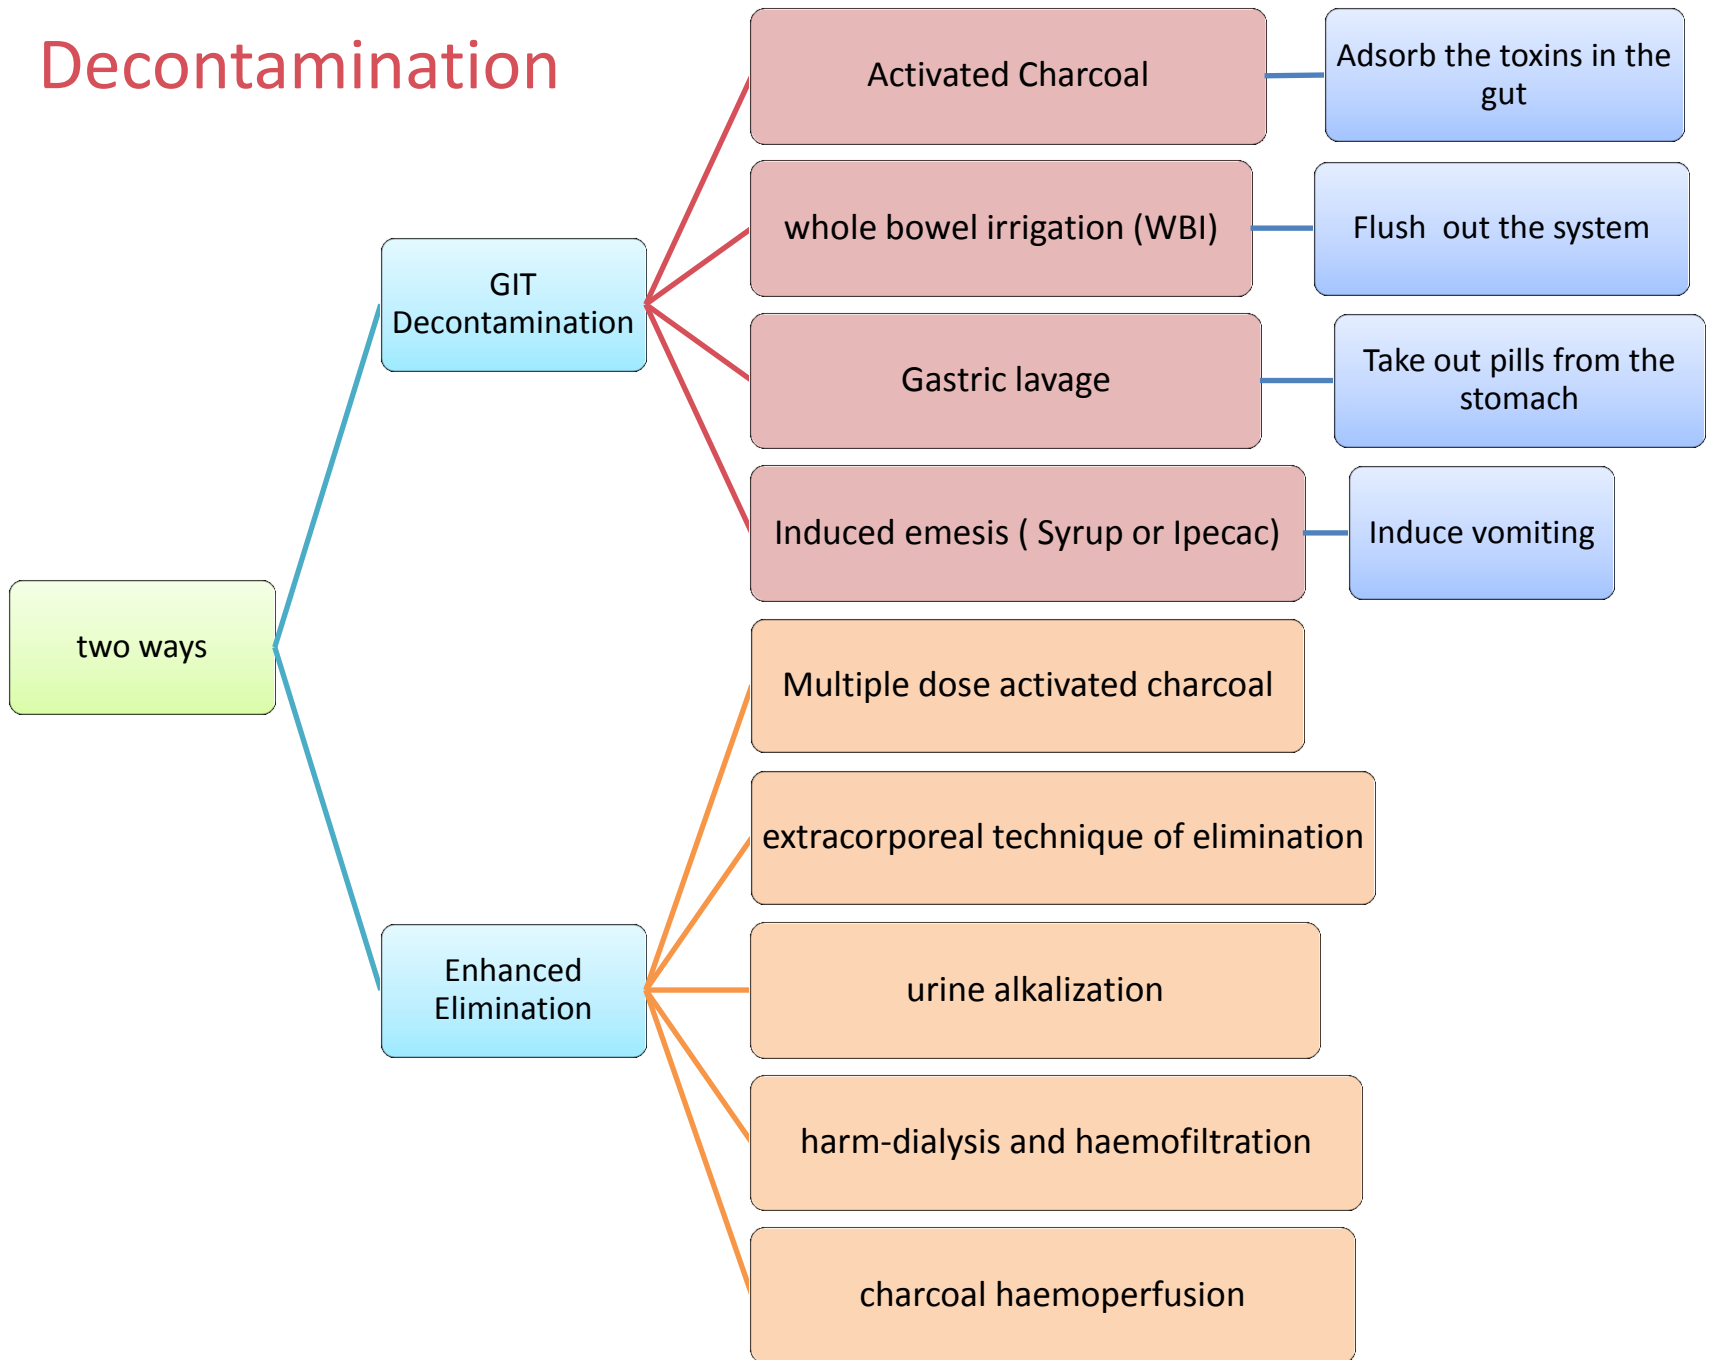 Decontamination
two ways
GIT
Decontamination
Activated Charcoal
Adsorb the toxins in the
gut
whole bowel irrigation (WBI)
Flush  out the system
Gastric lavage
Take out pills from the
stomach
Induced emesis ( Syrup or Ipecac)
Induce vomiting
Enhanced
Elimination
Multiple dose activated charcoal
extracorporeal technique of elimination
urine alkalization
harm-dialysis and haemofiltration
charcoal haemoperfusion